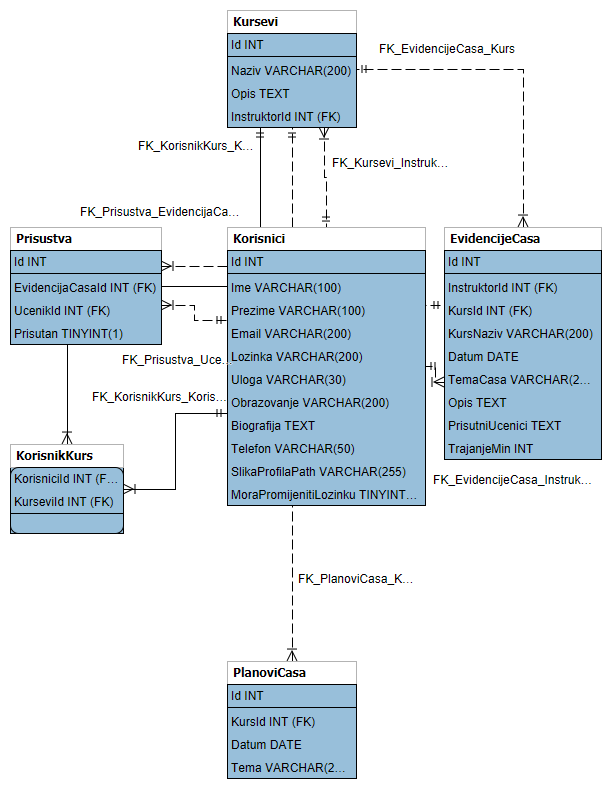 Kursevi
Id INT
Naziv VARCHAR(200)
Opis TEXT
InstruktorId INT (FK)
FK_EvidencijeCasa_Kurs
FK_KorisnikKurs_K...
FK_Kursevi_Instruk...
FK_Prisustva_EvidencijaCa...
Prisustva
Id INT
EvidencijaCasaId INT (FK)
UcenikId INT (FK)
Prisutan TINYINT(1)
Korisnici
Id INT
Ime VARCHAR(100)
Prezime VARCHAR(100)
Email VARCHAR(200)
Lozinka VARCHAR(200)
Uloga VARCHAR(30)
Obrazovanje VARCHAR(200)
Biografija TEXT
Telefon VARCHAR(50)
SlikaProfilaPath VARCHAR(255)
MoraPromijenitiLozinku TINYINT...
EvidencijeCasa
Id INT
InstruktorId INT (FK)
KursId INT (FK)
KursNaziv VARCHAR(200)
Datum DATE
TemaCasa VARCHAR(2...
Opis TEXT
PrisutniUcenici TEXT
TrajanjeMin INT
FK_Prisustva_Uce...
FK_KorisnikKurs_Koris...
KorisnikKurs
KorisniciId INT (F...
KurseviId INT (FK)
FK_EvidencijeCasa_Instruk...
FK_PlanoviCasa_K...
PlanoviCasa
Id INT
KursId INT (FK)
Datum DATE
Tema VARCHAR(2...